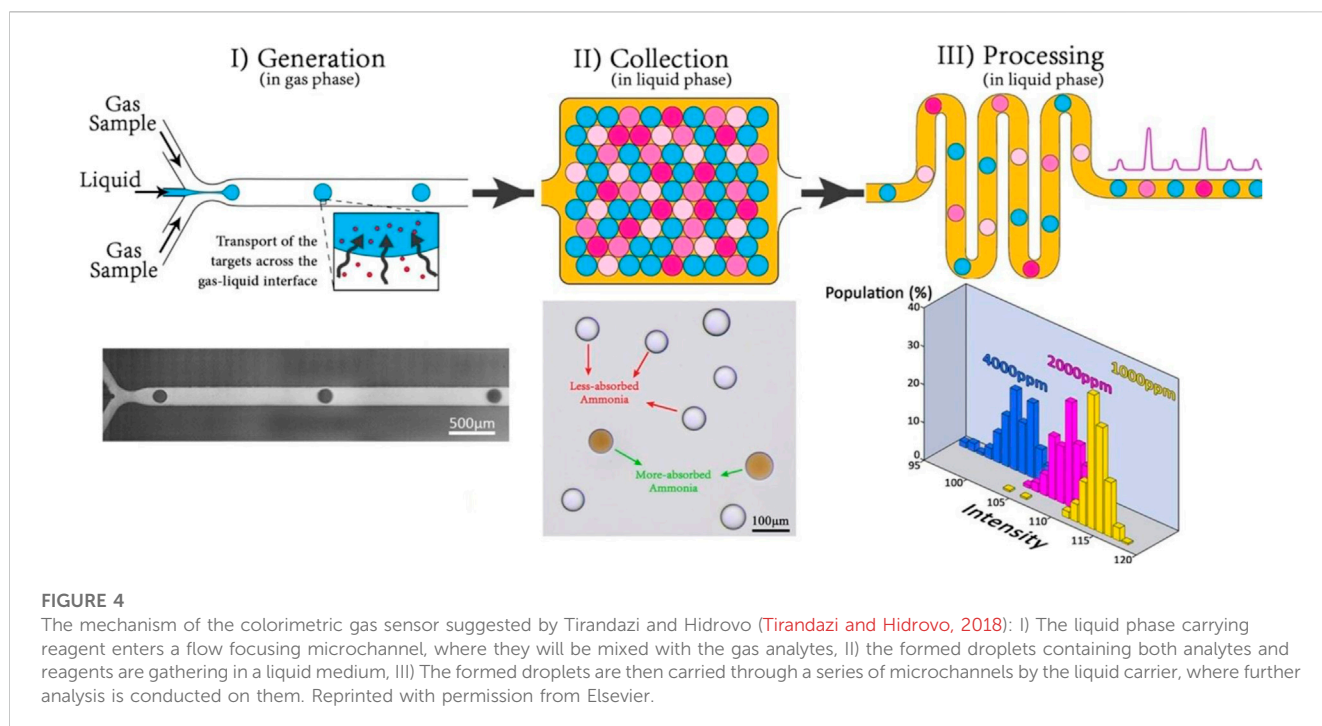 I) Generation
(in gas phase)
II) Collection
(in liquid phase)
III) Processing
(in liquid phase)
Gas
Sample
Liquid
Gas
Sample
Transport of the
targets across the
gas-liquid interface
500µm
Less-absorbed
Ammonia
More-absorbed
Ammonia
100µm
Population (%)
40
30
20
10
0
95
100
105
110
115
120
4000ppm
2000ppm
1000ppm
Intensity
FIGURE 4
The mechanism of the colorimetric gas sensor suggested by Tirandazi and Hidrovo (Tirandazi and Hidrovo, 2018): I) The liquid phase carrying
reagent enters a flow focusing microchannel, where they will be mixed with the gas analytes, II) the formed droplets containing both analytes and
reagents are gathering in a liquid medium, III) The formed droplets are then carried through a series of microchannels by the liquid carrier, where further
analysis is conducted on them. Reprinted with permission from Elsevier.